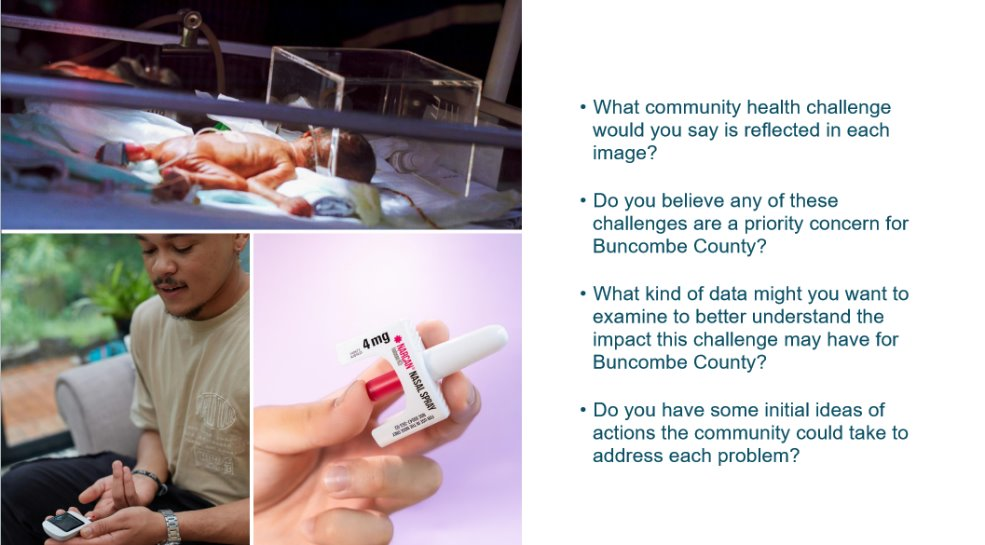 4 mg
NARCAN
NASAL SPRAY
• What community health challenge
would you say is reflected in each
image?
• Do you believe any of these
challenges are a priority concern for
Buncombe County?
• What kind of data might you want to
examine to better understand the
impact this challenge may have for
Buncombe County?
• Do you have some initial ideas of
actions the community could take to
address each problem?